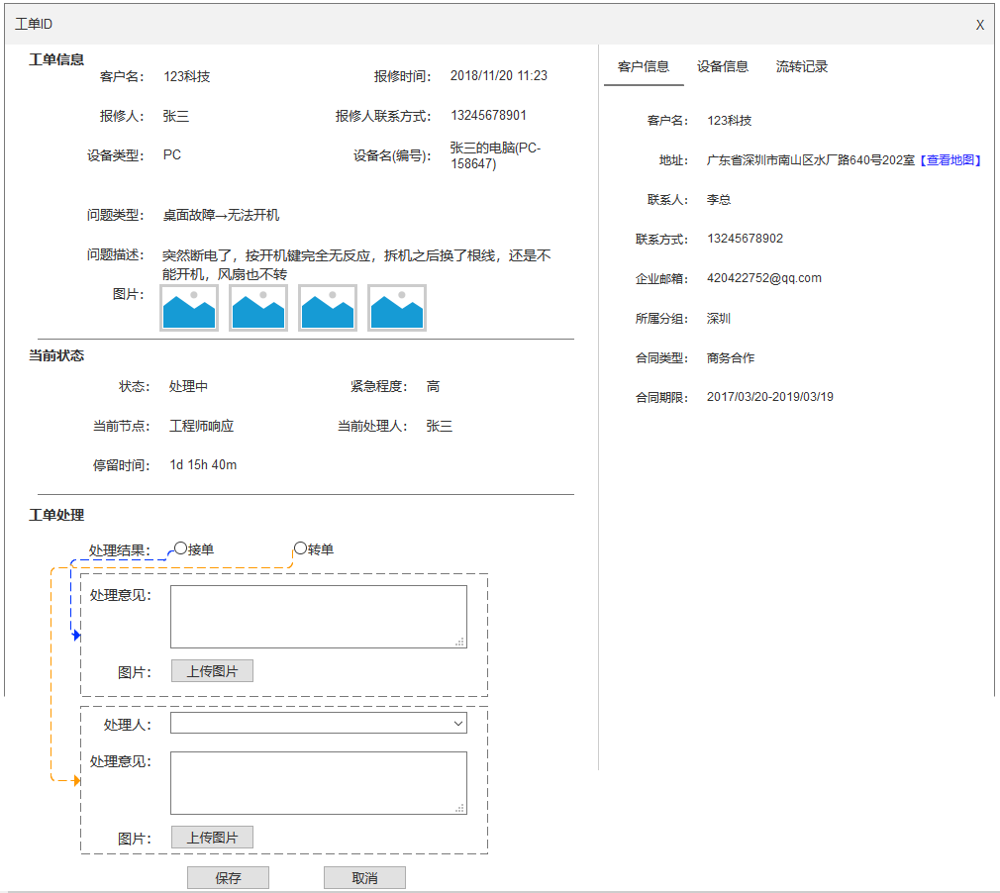 工单ID
X
工单信息
客户名： 123科技 报修时间： 2018/11/20 11:23
报修人： 张三 报修人联系方式： 13245678901
设备类型： PC 设备名(编号)： 张三的电脑(PC-
158647)
问题类型： 桌面故障→无法开机
问题描述： 突然断电了，按开机键完全无反应，拆机之后换了根线，还是不
能开机，风扇也不转
图片：
当前状态
状态： 处理中 紧急程度： 高
当前节点： 工程师响应 当前处理人： 张三
停留时间： 1d 15h 40m
工单处理
处理结果： 接单 转单
处理意见：
图片： 上传图片
处理人：
处理意见：
图片： 上传图片
保存 取消
客户信息 设备信息 流转记录
客户名： 123科技
地址： 广东省深圳市南山区水厂路640号202室【查看地图】
联系人： 李总
联系方式： 13245678902
企业邮箱： 420422752@qq.com
所属分组： 深圳
合同类型： 商务合作
合同期限： 2017/03/20-2019/03/19